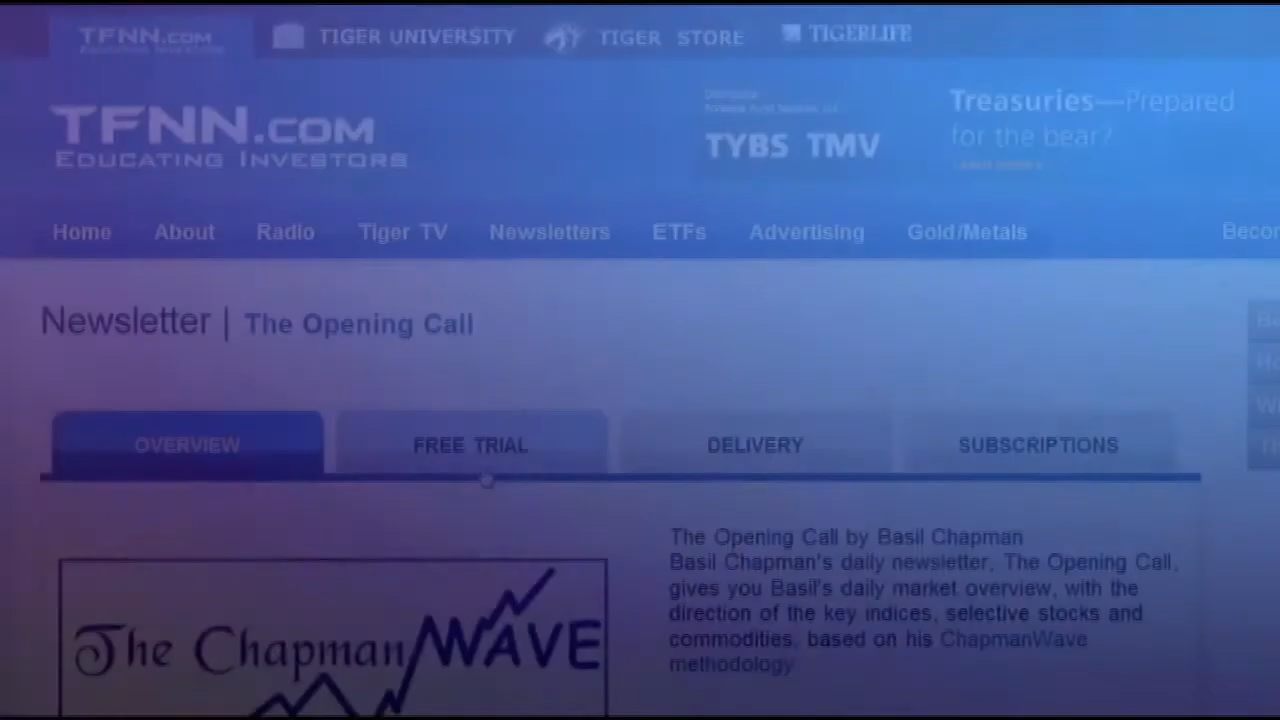 TFNN.COM
EDUCATING INVESTORS
TIGER UNIVERSITY
TIGER STORE
TIGERLIFE
TFNN.COM
EDUCATING INVESTORS
TYBS TMV
Treasuries—Prepared
for the bear?
Home About Radio Tiger TV Newsletters ETFs Advertising Gold/Metals
Newsletter | The Opening Call
OVERVIEW FREE TRIAL DELIVERY SUBSCRIPTIONS
The Opening Call by Basil Chapman
Basil Chapman's daily newsletter, The Opening Call,
gives you Basil's daily market overview, with the
direction of the key indices, selective stocks and
commodities, based on his ChapmanWave
methodology
The Chapman WAVE